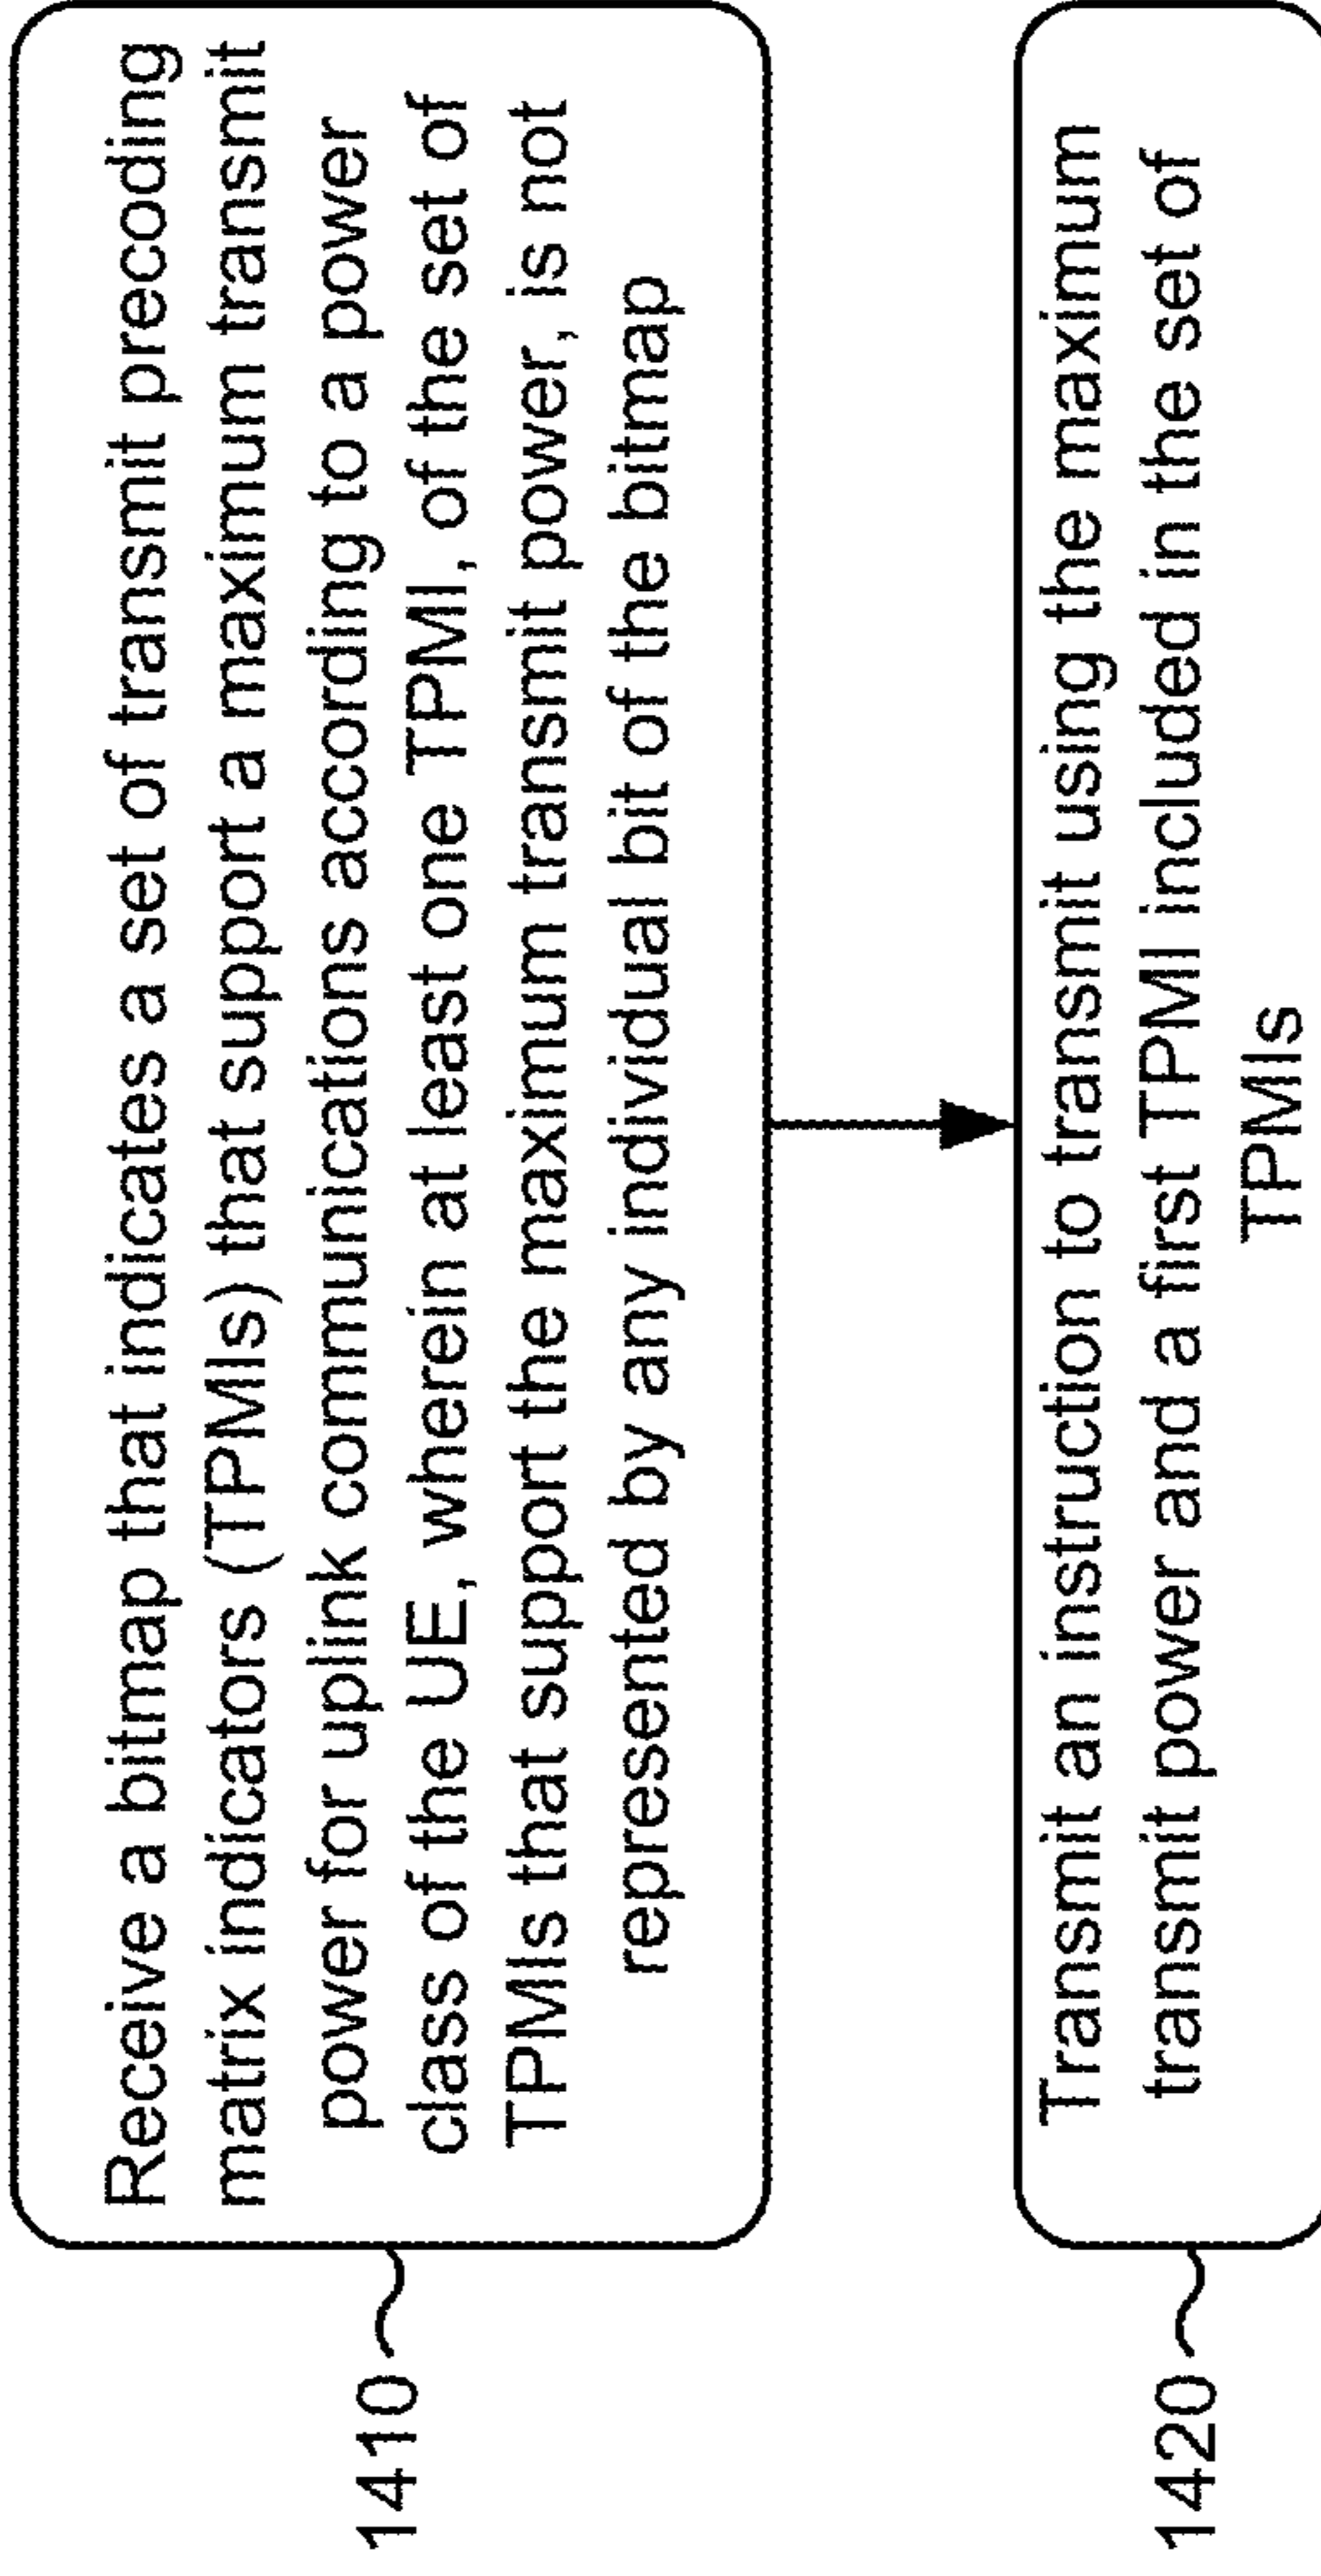 Receive a bitmap that indicates a set of transmit precoding
matrix indicators (TPMIs) that support a maximum transmit
power for uplink communications according to a power
class of the UE, wherein at least one TPMI, of the set of
TPMIs that support the maximum transmit power, is not
represented by any individual bit of the bitmap
1410
Transmit an instruction to transmit using the maximum
transmit power and a first TPMI included in the set of
TPMIs
1420